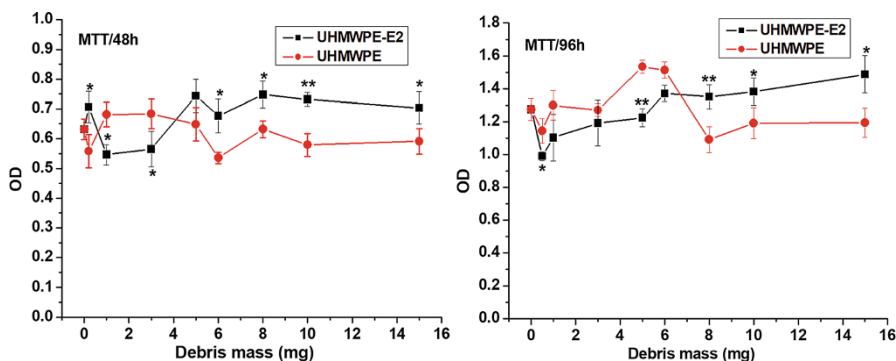 MTT/48h
UHMWPE-E2
UHMWPE
1.0
0.9
0.8
0.7
0.6
0.5
0.4
0.3
0.2
0.1
0.0
OD
* * * * * * ** *
0 2 4 6 8 10 12 14 16
Debris mass (mg)
MTT/96h
UHMWPE-E2
UHMWPE
1.8
1.6
1.4
1.2
1.0
0.8
0.6
0.4
0.2
0.0
OD
* ** ** * *
0 2 4 6 8 10 12 14 16
Debris mass (mg)